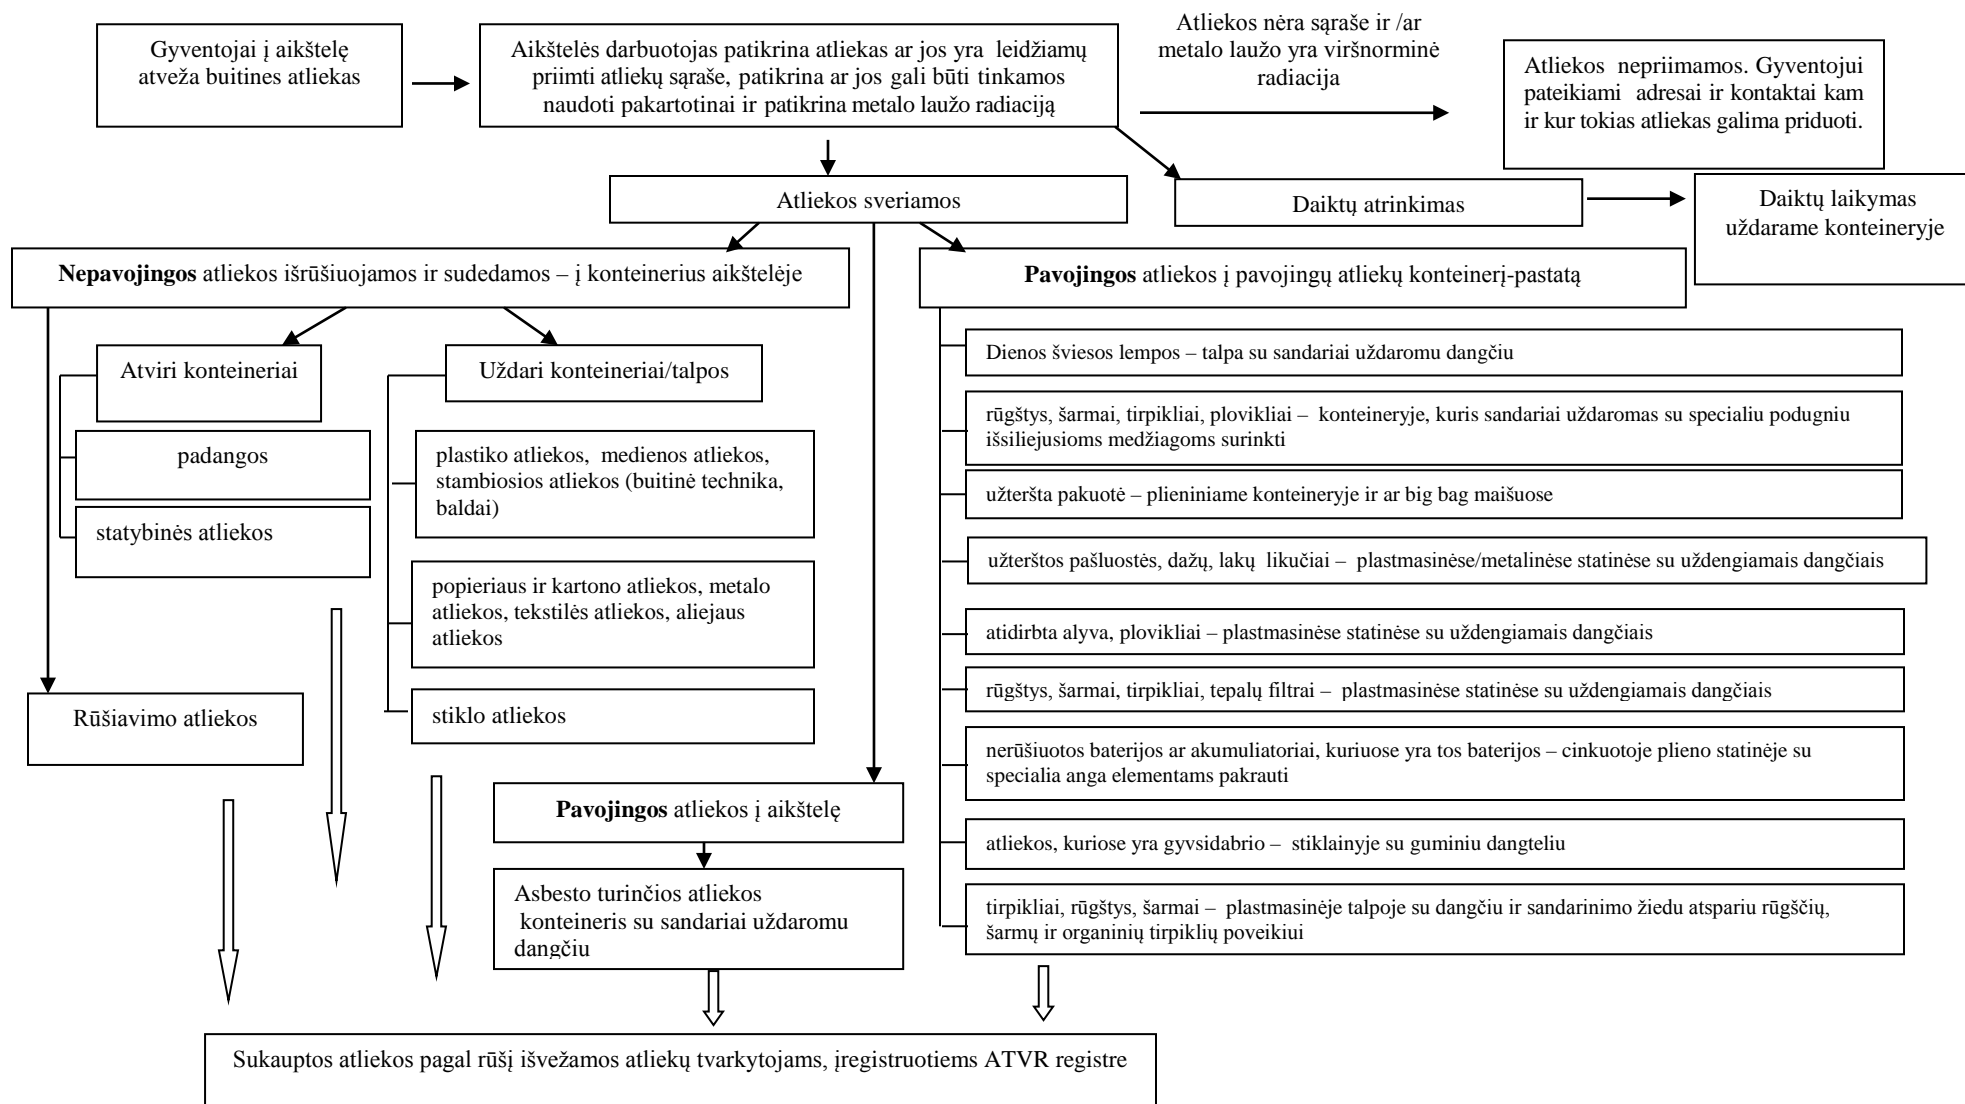 Gyventojai į aikštelę
atveža buitines atliekas
Aikštelės darbuotojas patikrina atliekas ar jos yra leidžiamų
priimti atliekų sąraše, patikrina ar jos gali būti tinkamos
naudoti pakartotinai ir patikrina metalo laužo radiaciją
Atliekos nėra sąraše ir /ar
metalo laužo yra viršnorminė
radiacija
Atliekos nepriimamos. Gyventojui
pateikiami adresai ir kontaktai kam
ir kur tokias atliekas galima priduoti.
Atliekos sveriamos
Daiktų atrinkimas
Daiktų laikymas
uždarame konteineryje
Nepavojingos atliekos išrūšiuojamos ir sudedamos – į konteinerius aikštelėje
Pavojingos atliekos į pavojingų atliekų konteinerį-pastatą
Atviri konteineriai
padangos
statybinės atliekos
Uždari konteineriai/talpos
plastiko atliekos, medienos atliekos,
stambiosios atliekos (buitinė technika,
baldai)
popieriaus ir kartono atliekos, metalo
atliekos, tekstilės atliekos, aliejaus
atliekos
stiklo atliekos
Rūšiavimo atliekos
Pavojingos atliekos į aikštelę
Asbesto turinčios atliekos
konteineris su sandariai uždaromu
dangčiu
Dienos šviesos lempos – talpa su sandariai uždaromu dangčiu
rūgštys, šarmai, tirpikliai, plovikliai – konteineryje, kuris sandariai uždaromas su specialiu podugniu
išsiliejusioms medžiagoms surinkti
užteršta pakuotė – plieniniame konteineryje ir ar big bag maišuose
užterštos pašluostės, dažų, lakų likučiai – plastmasinėse/metalinėse statinėse su uždengiamais dangčiais
atidirbta alyva, plovikliai – plastmasinėse statinėse su uždengiamais dangčiais
rūgštys, šarmai, tirpikliai, tepalų filtrai – plastmasinėse statinėse su uždengiamais dangčiais
nerūšiuotos baterijos ar akumuliatoriai, kuriuose yra tos baterijos – cinkuotoje plieno statinėje su
specialia anga elementams pakrauti
atliekos, kuriose yra gyvsidabrio – stiklainyje su guminiu dangteliu
tirpikliai, rūgštys, šarmai – plastmasinėje talpoje su dangčiu ir sandarinimo žiedu atspariu rūgščių,
šarmų ir organinių tirpiklių poveikiui
Sukauptos atliekos pagal rūšį išvežamos atliekų tvarkytojams, įregistruotiems ATVR registre